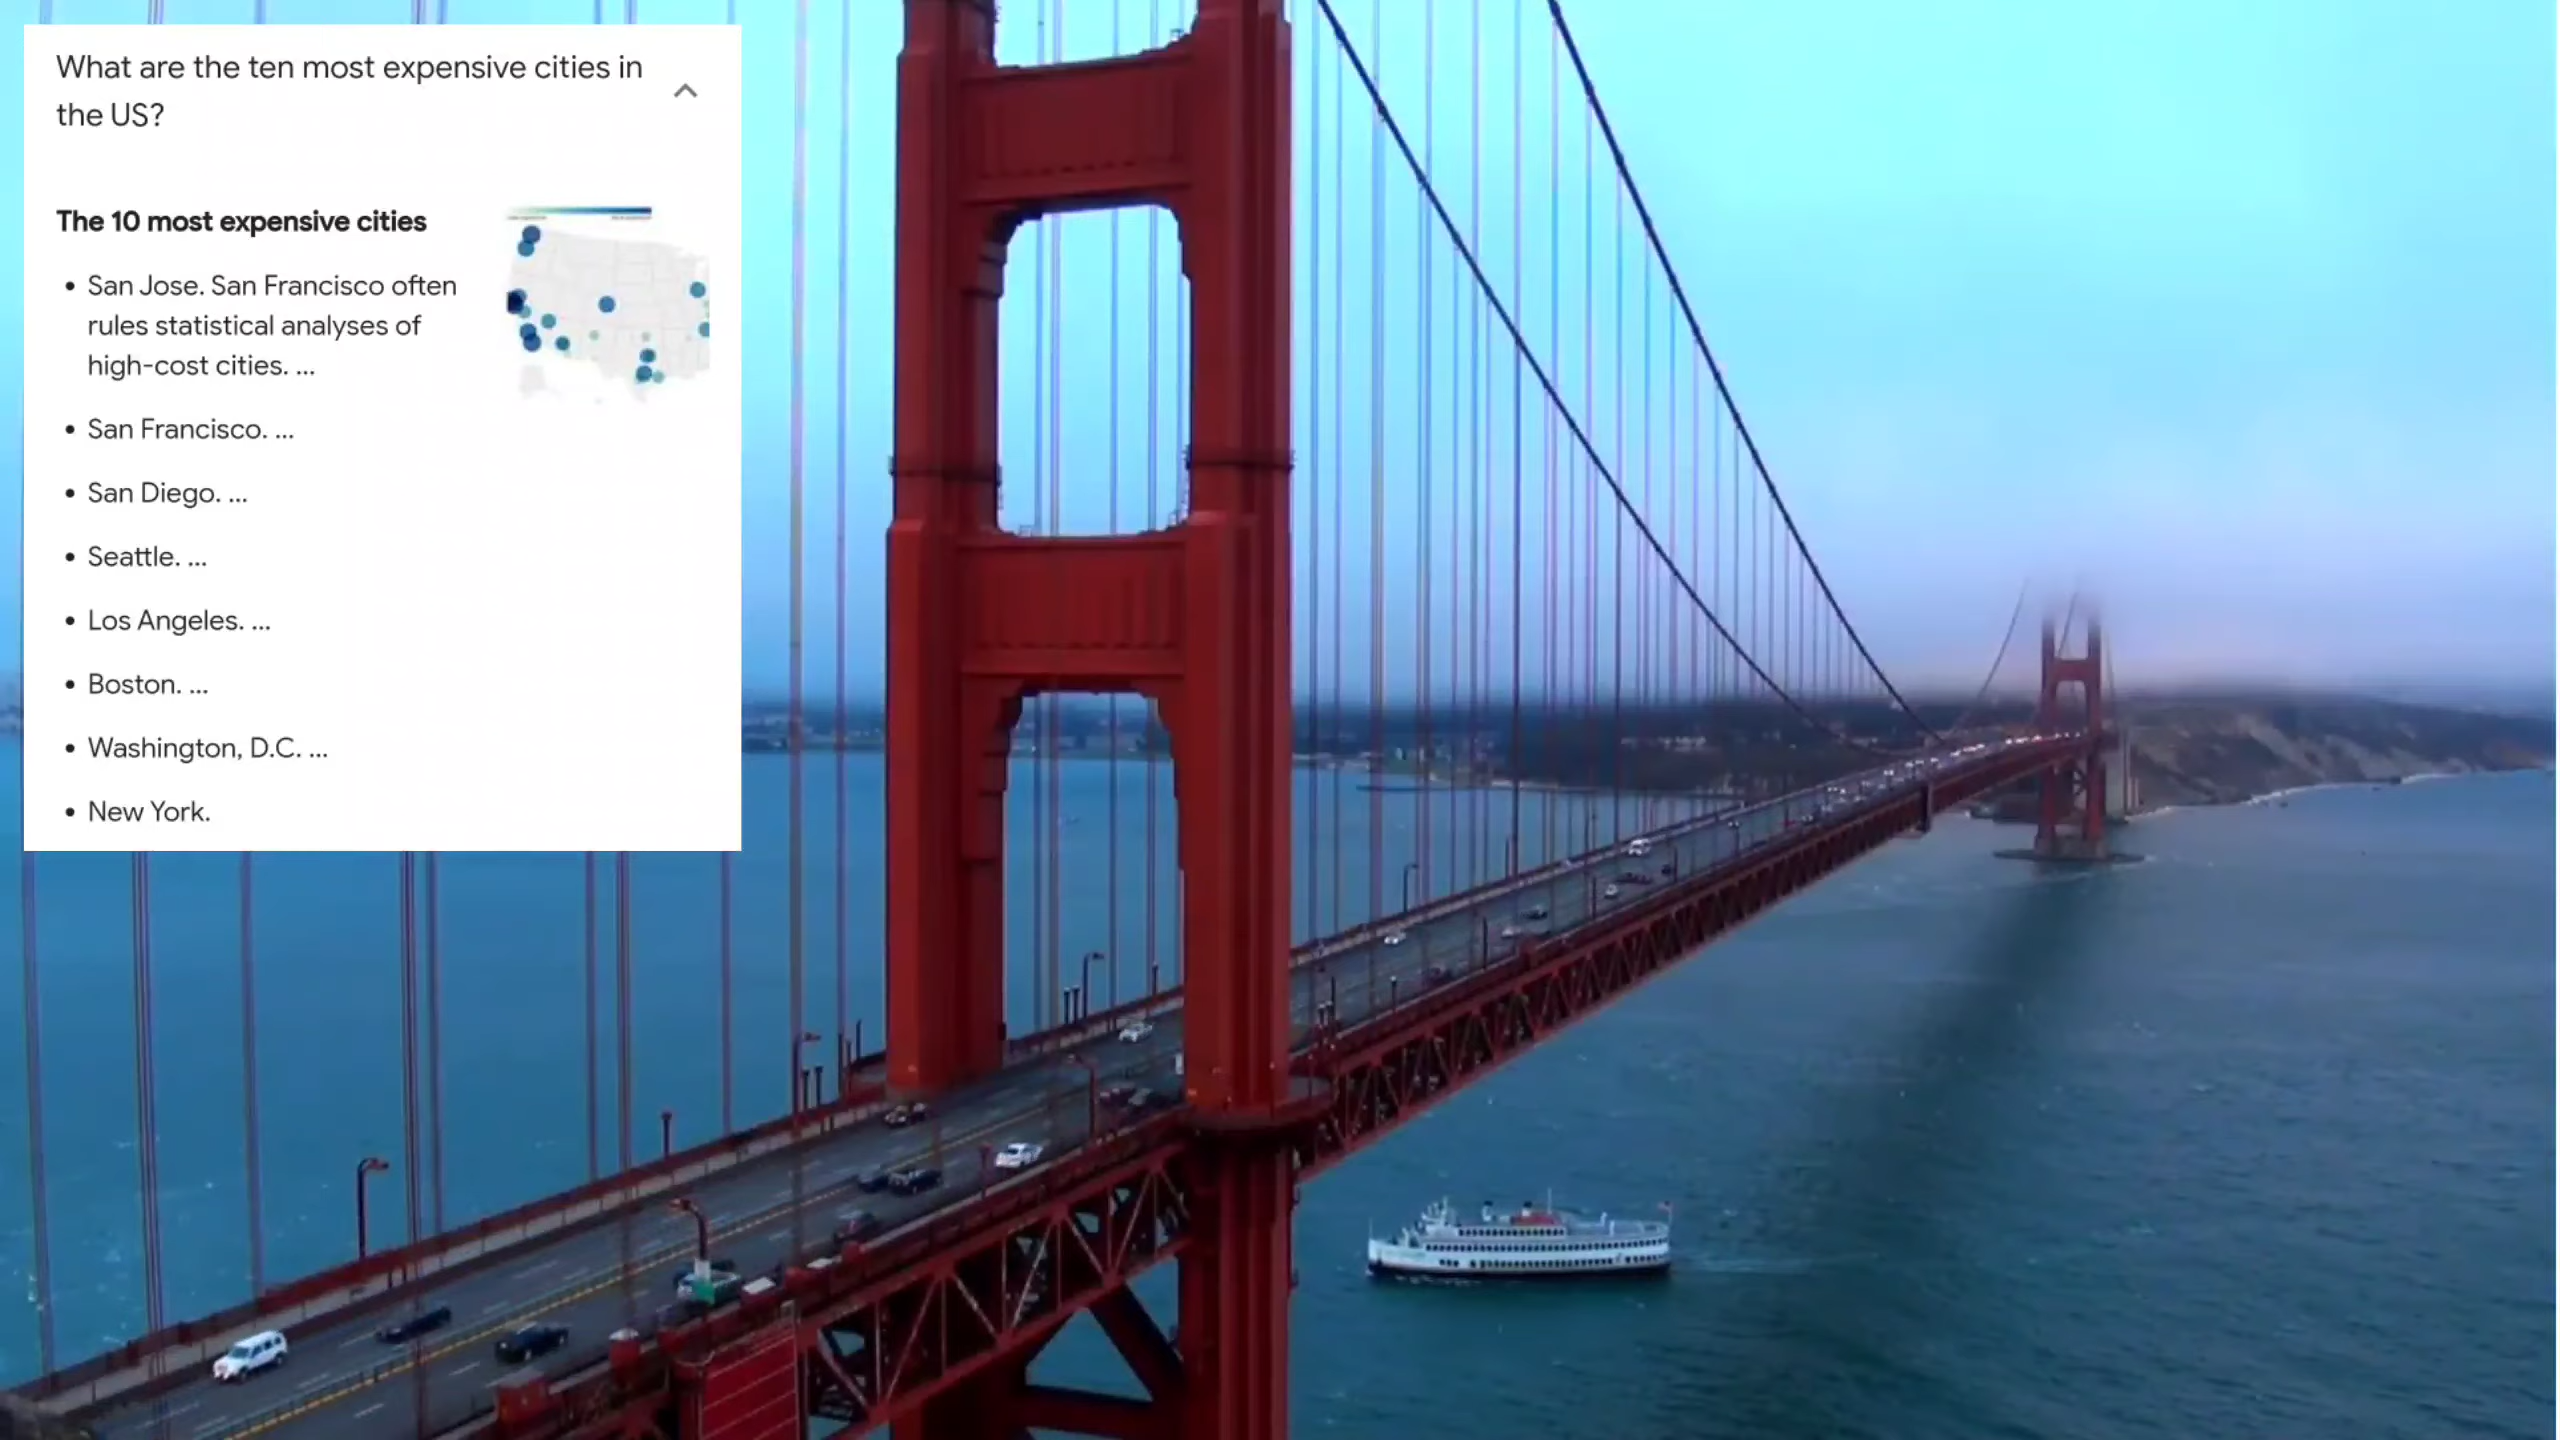 What are the ten most expensive cities in
the US?
The 10 most expensive cities
• San Jose. San Francisco often
rules statistical analyses of
high-cost cities. ...
• San Francisco. ...
• San Diego. ...
• Seattle. ...
• Los Angeles. ...
• Boston. ...
• Washington, D.C. ...
• New York.